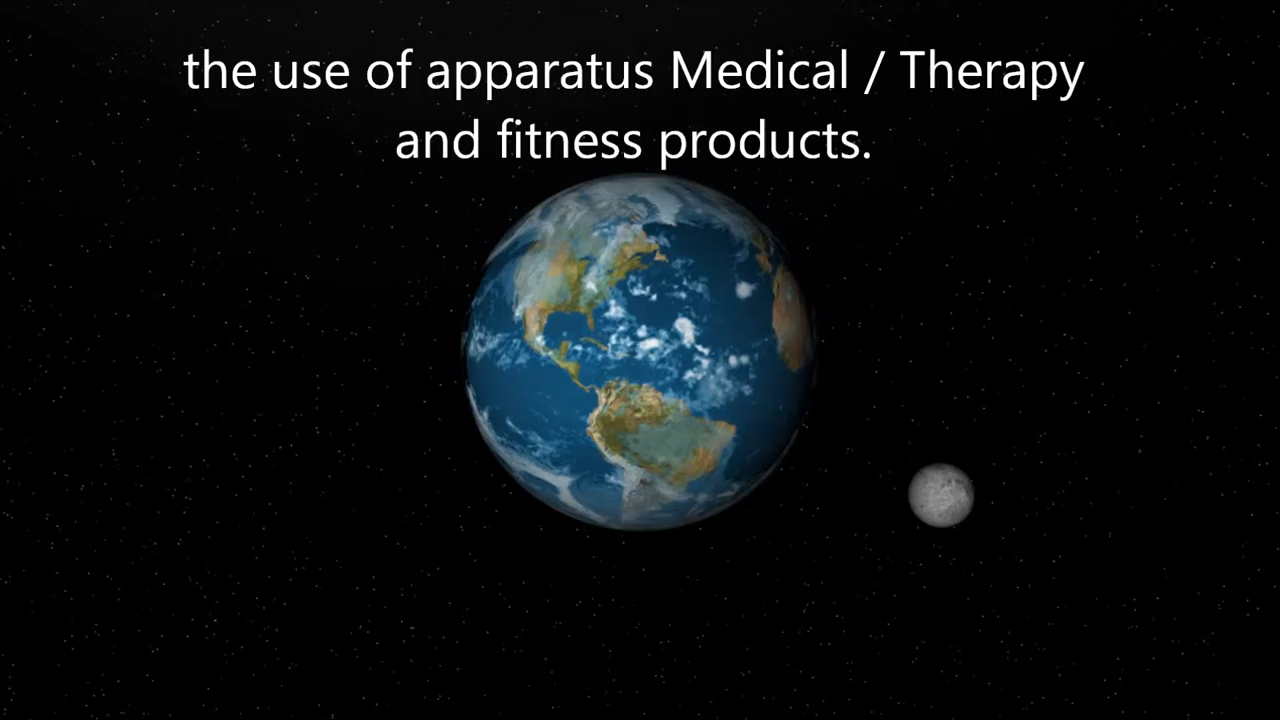 the use of apparatus Medical / Therapy
and fitness products.